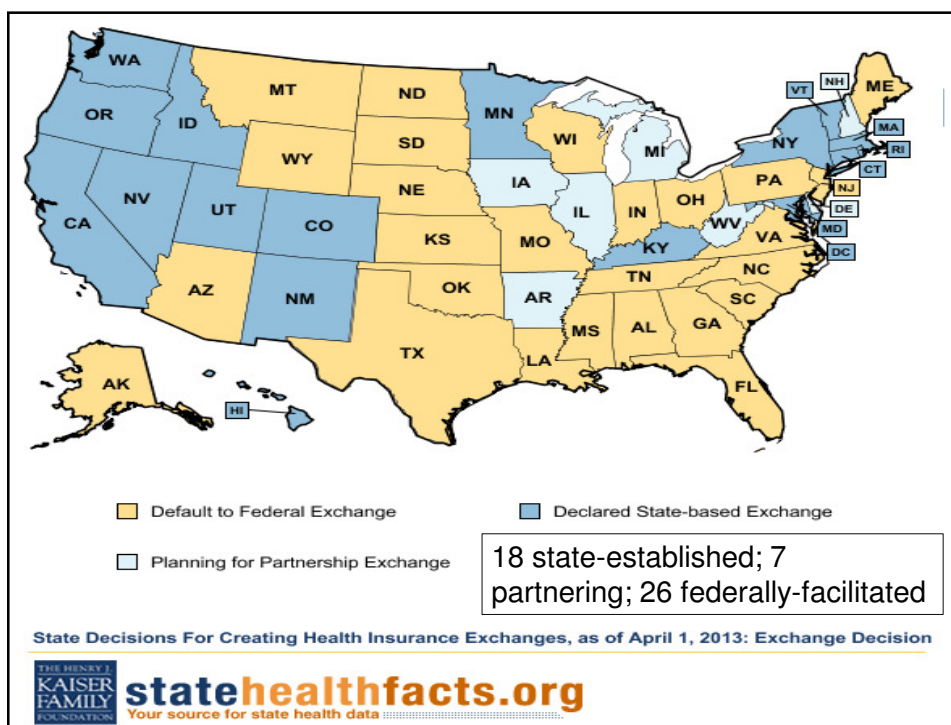 WA
MT
ND
MN
VT
NH
ME
OR
ID
WY
SD
WI
MI
NY
MA
RI
CT
NV
UT
CO
NE
IA
IL
IN
OH
PA
NJ
DE
CA
KS
MO
KY
WV
VA
MD
DC
AZ
NM
OK
AR
TN
NC
SC
TX
LA
MS
AL
GA
FL
AK
HI
Default to Federal Exchange
Declared State-based Exchange
Planning for Partnership Exchange
18 state-established; 7
partnering; 26 federally-facilitated
State Decisions For Creating Health Insurance Exchanges, as of April 1, 2013: Exchange Decision
THE HENRY J.
KAISER
FAMILY
FOUNDATION
statehealthfacts.org
Your source for state health data